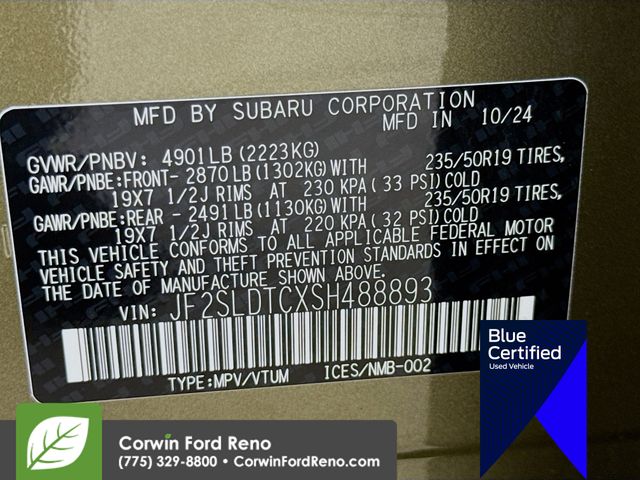 MFD BY SUBARU CORPORATION
MFD IN 10/24
GVWR/PNBV: 4901LB(2223KG)
GAWR/PNBE:FRONT- 2870LB(1302KG)WITH 235/50R19 TIRES,
19X7 1/2J RIMS AT 230 KPA( 33 PSI)COLD
GAWR/PNBE:REAR - 2491LB(1130KG)WITH 235/50R19 TIRES,
19X7 1/2J RIMS AT 220 KPA( 32 PSI)COLD
THIS VEHICLE CONFORMS TO ALL APPLICABLE FEDERAL MOTOR
VEHICLE SAFETY AND THEFT PREVENTION STANDARDS IN EFFECT ON
THE DATE OF MANUFACTURE SHOWN ABOVE.
VIN: JF2SLDTCXSH488893
TYPE:MPV/VTUM ICES/NMB-002
Blue
Certified
Used Vehicle
Corwin Ford Reno
(775) 329-8800 • CorwinFordReno.com